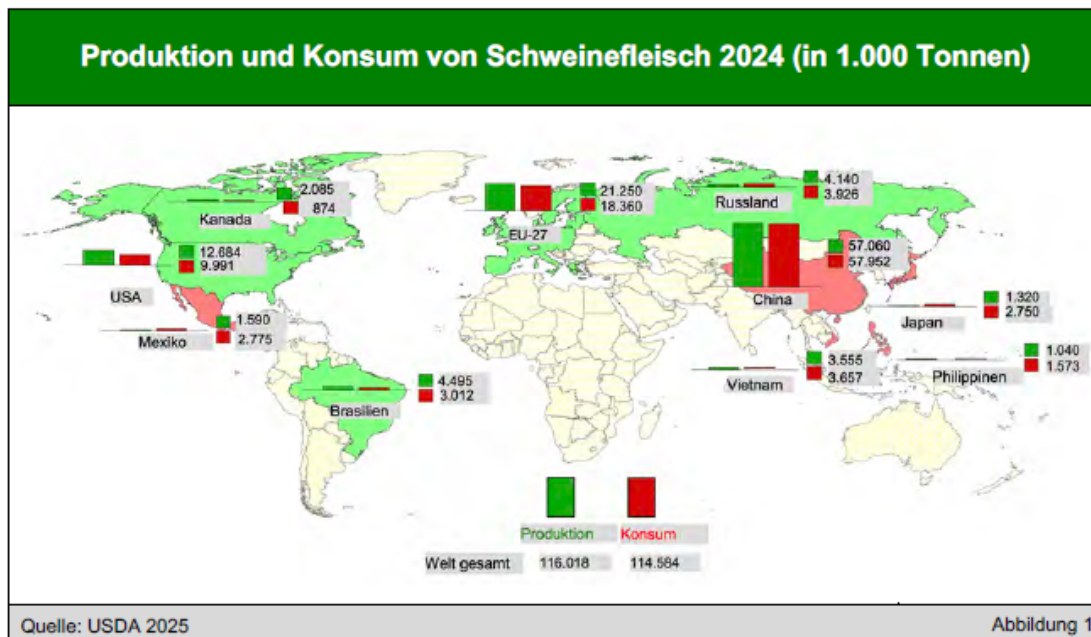 Produktion und Konsum von Schweinefleisch 2024 (in 1.000 Tonnen)
Kanada
2.085
874
USA
12.684
9.991
Mexiko
1.590
2.775
Brasilien
4.495
3.012
EU-27
21.250
18.360
Russland
4.140
3.926
China
57.060
57.952
Japan
1.320
2.750
Vietnam
3.555
3.657
Philippinen
1.040
1.573
Produktion Konsum
Welt gesamt 116.018 114.584
Quelle: USDA 2025
Abbildung